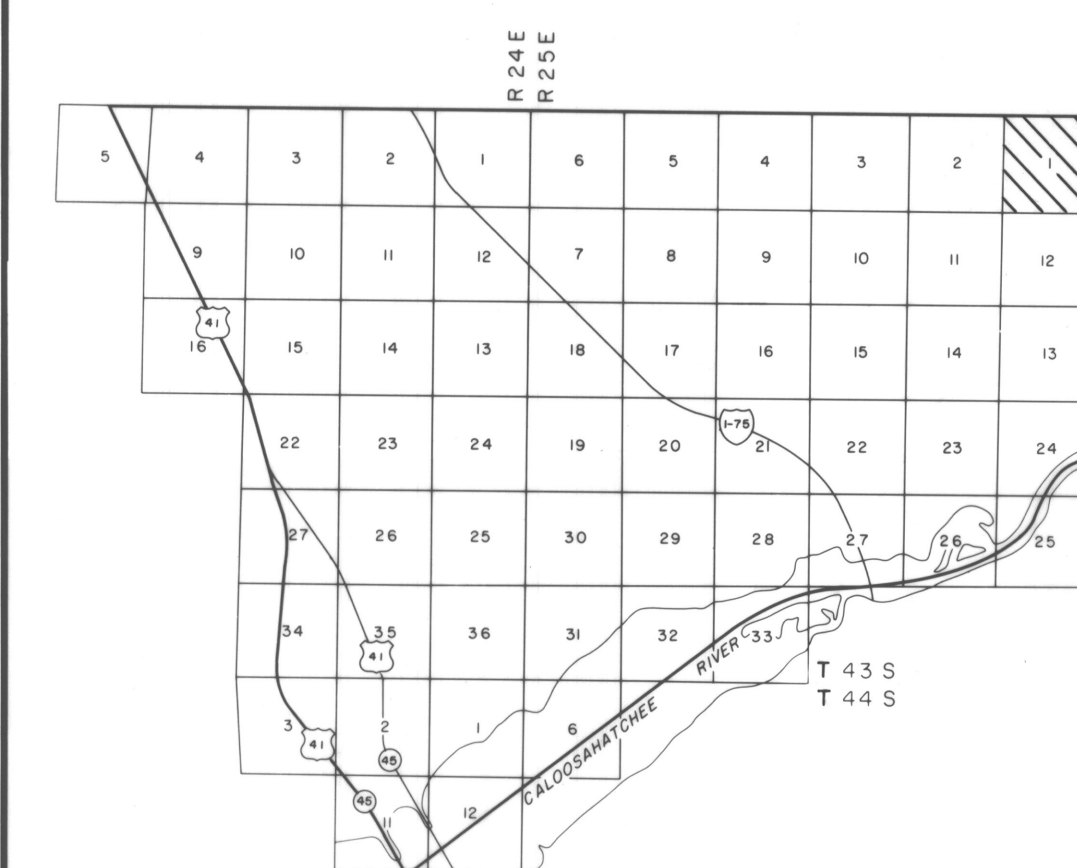 R 24E
R 25E
5 4 3 2 1 6 5 4 3 2 1
9 10 11 12 7 8 9 10 11 12
41
16 15 14 13 18 17 16 15 14 13
I-75
22 23 24 19 20 21 22 23 24
27 26 25 30 29 28 27 26 25
34 35 36 31 32 33
41
RIVER
T 43 S
T 44 S
3 2 1 6
41
45
CALOOSAHATCHEE
45
11 12